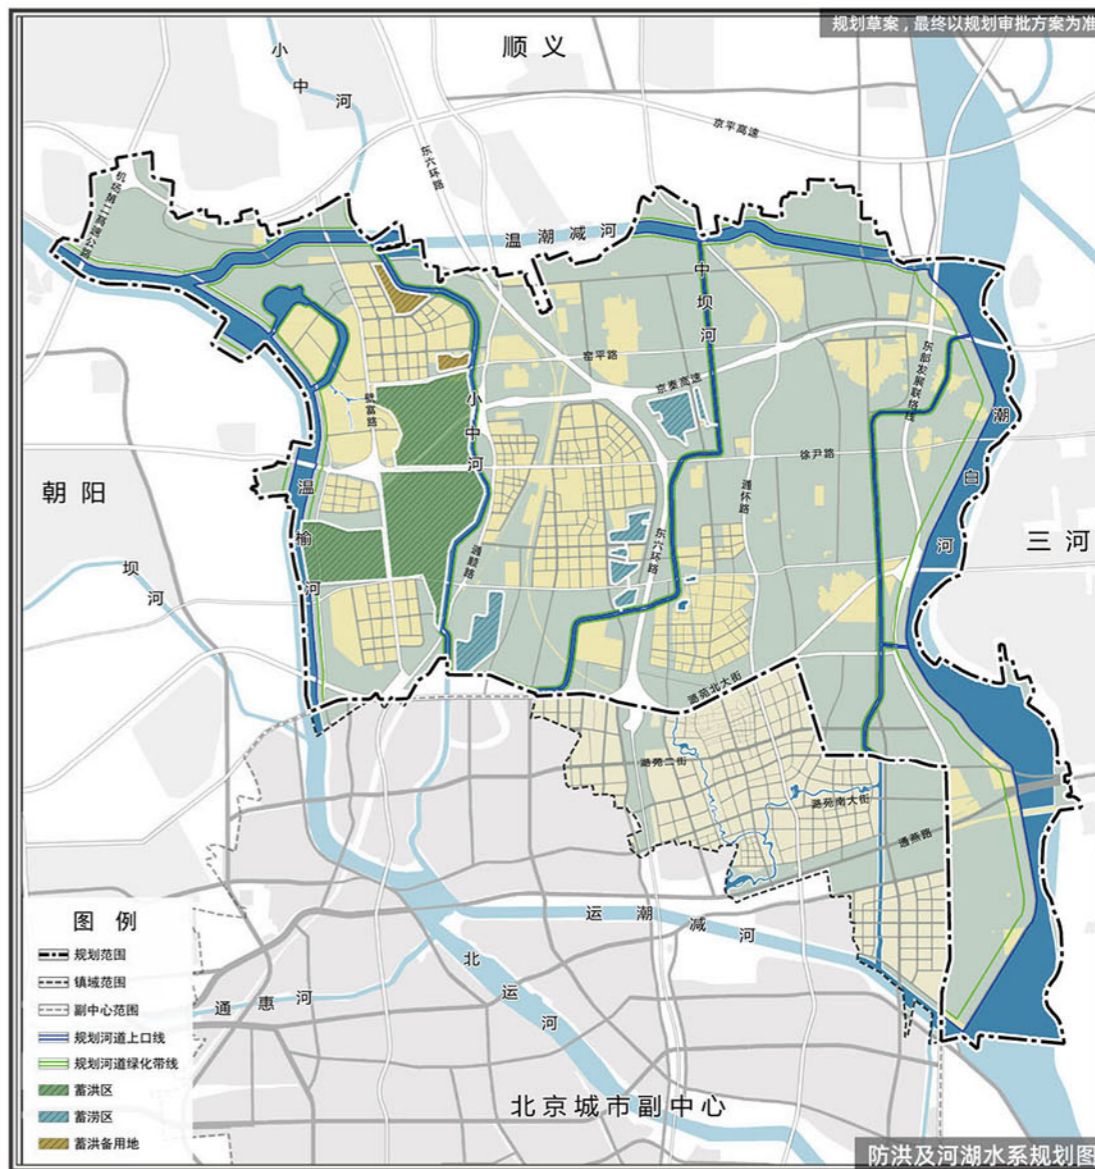 规划草案，最终以规划审批方案为准
顺义
小中河
京平高速
东六环路
机场第二高速公路
温潮减河
中坝河
窑平路
京秦高速
东部发展联络线
壁富路
小中河
潮白河
徐尹路
朝阳
温榆河
通怀路
三河
坝河
通顺路
东六环路
潞苑北大街
潞苑二街
潞苑南大街
通燕路
图例
规划范围
镇域范围
副中心范围
规划河道上口线
规划河道绿化带线
蓄洪区
蓄涝区
蓄洪备用地
运潮减河
北运河
通惠河
北京城市副中心
防洪及河湖水系规划图